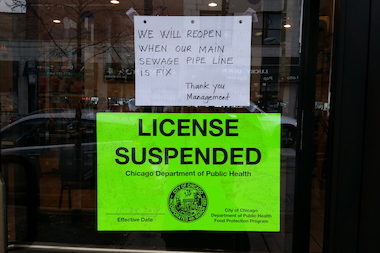 WE WILL REOPEN
WHEN OUR MAIN
SEWAGE PIPE LINE
IS FIX
Thank you
Management
LICENSE
SUSPENDED
Chicago Department of Public Health
Effective Date
City of Chicago
Department of Public Health
Food Protection Program